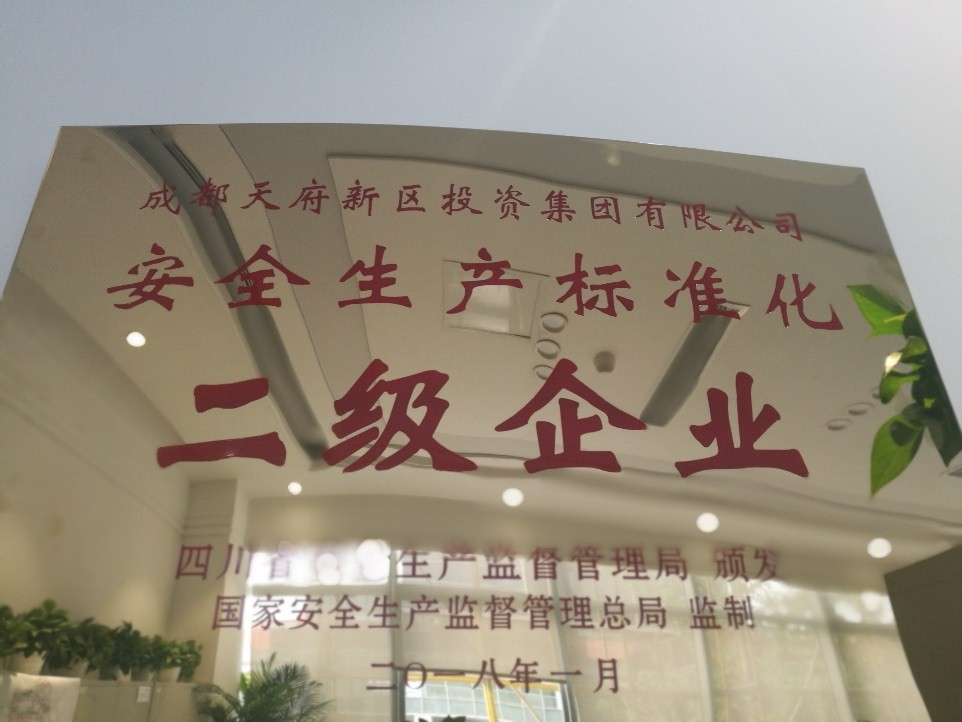 成都天府新区投资集团有限公司
安全生产标准化
二级企业
四川省生产监督管理局 颁发
国家安全生产监督管理总局 监制
二〇一八年一月